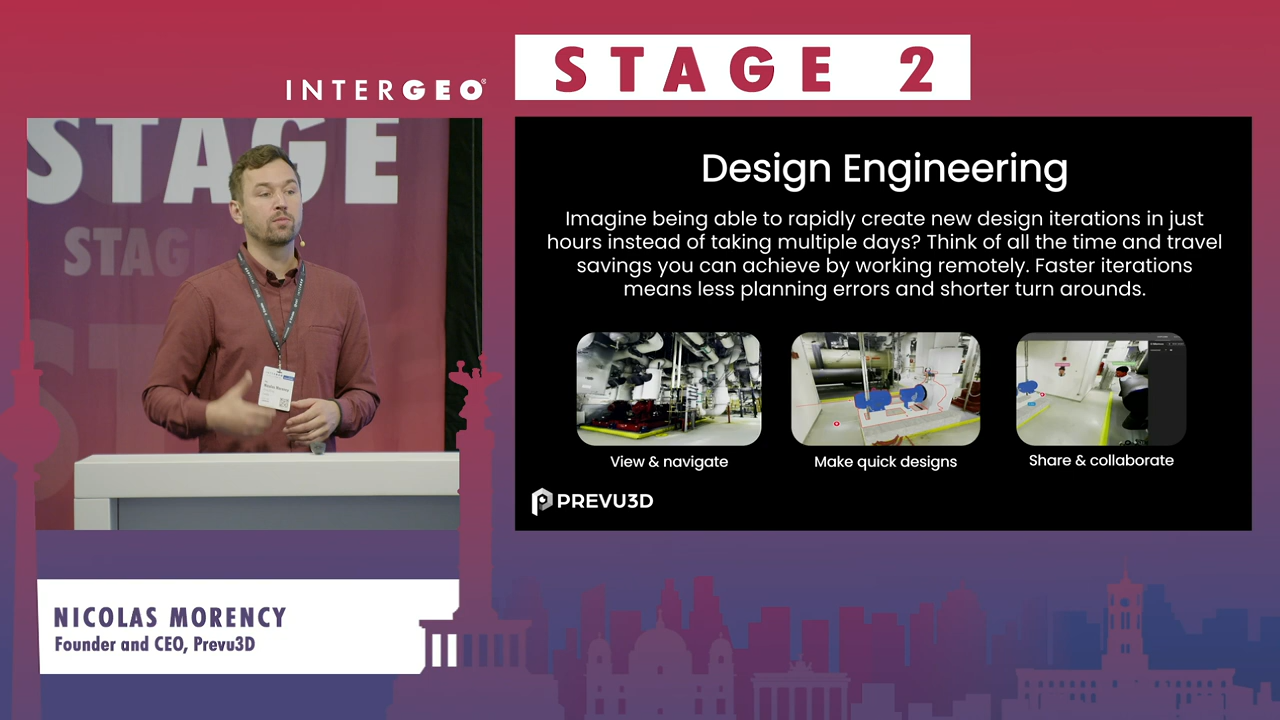 INTERGEO®
STAGE 2
STAGE
STAG
Design Engineering
Imagine being able to rapidly create new design iterations in just
hours instead of taking multiple days? Think of all the time and travel
savings you can achieve by working remotely. Faster iterations
means less planning errors and shorter turn arounds.
View & navigate
Make quick designs
Share & collaborate
PREVU3D
NICOLAS MORENCY
Founder and CEO, Prevu3D